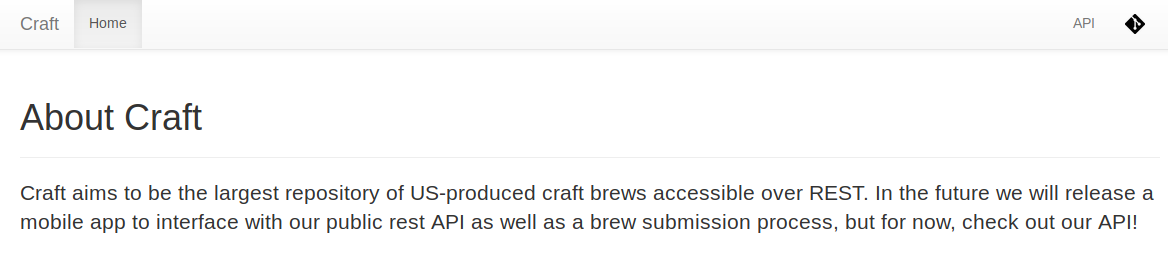 Craft Home API
About Craft
Craft aims to be the largest repository of US-produced craft brews accessible over REST. In the future we will release a
mobile app to interface with our public rest API as well as a brew submission process, but for now, check out our API!